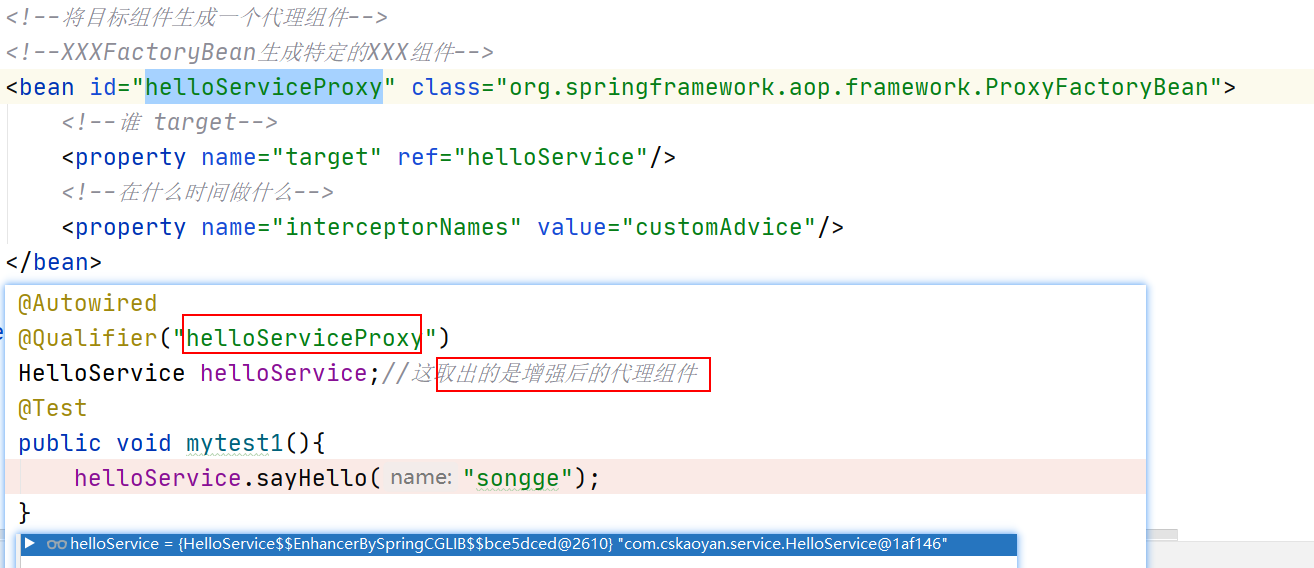 <!--将目标组件生成一个代理组件-->
<!--XXXFactoryBean生成特定的XXX组件-->
<bean id="helloServiceProxy" class="org.springframework.aop.framework.ProxyFactoryBean">
<!--谁 target-->
<property name="target" ref="helloService"/>
<!--在什么时间做什么-->
<property name="interceptorNames" value="customAdvice"/>
</bean>
@Autowired
@Qualifier("helloServiceProxy")
HelloService helloService;//这取出的是增强后的代理组件
@Test
public void mytest1(){
helloService.sayHello( name: "songge");
}
helloService = {HelloService$$EnhancerBySpringCGLIB$$bce5dced@2610} "com.cskaoyan.service.HelloService@1af146"